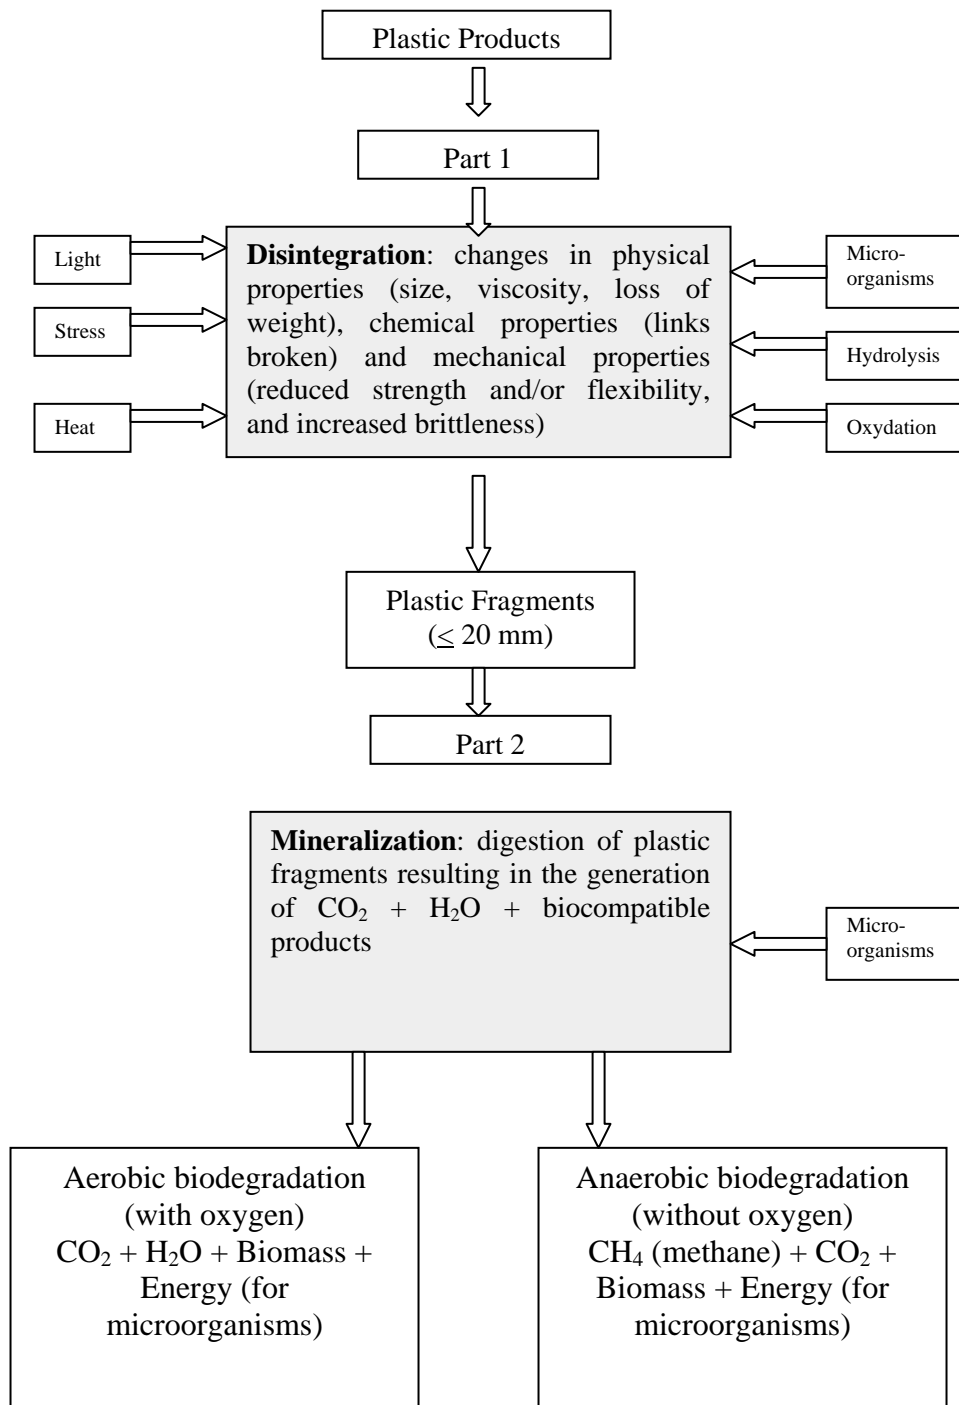 Plastic Products
Part 1
Light
Stress
Heat
Disintegration: changes in physical
properties (size, viscosity, loss of
weight), chemical properties (links
broken) and mechanical properties
(reduced strength and/or flexibility,
and increased brittleness)
Micro-
organisms
Hydrolysis
Oxydation
Plastic Fragments
(≤ 20 mm)
Part 2
Mineralization: digestion of plastic
fragments resulting in the generation
of CO₂ + H₂O + biocompatible
products
Micro-
organisms
Aerobic biodegradation
(with oxygen)
CO₂ + H₂O + Biomass +
Energy (for
microorganisms)
Anaerobic biodegradation
(without oxygen)
CH₄ (methane) + CO₂ +
Biomass + Energy (for
microorganisms)